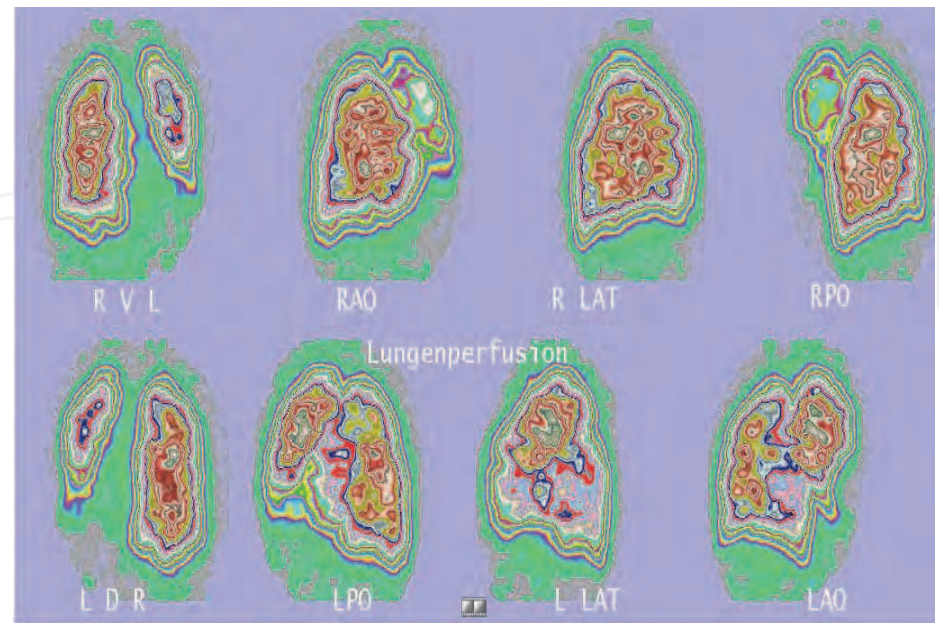 R V L
RAO
R LAT
RPO
Lungenperfusion
L D R
LPO
L LAT
LAO